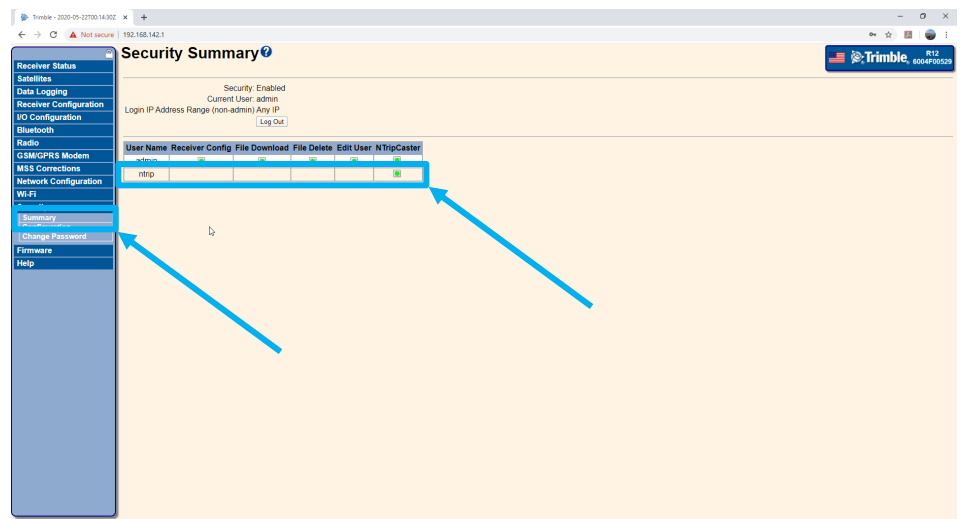 Trimble - 2020-05-22T00:14:30Z
Not secure | 192.168.142.1
Security Summary?
Trimble. R12
6004F00529
Receiver Status
Satellites
Data Logging
Receiver Configuration
I/O Configuration
Bluetooth
Radio
GSM/GPRS Modem
MSS Corrections
Network Configuration
Wi-Fi
Summary
Configuration
Change Password
Firmware
Help
Security: Enabled
Current User: admin
Login IP Address Range (non-admin) Any IP
Log Out
User Name Receiver Config File Download File Delete Edit User NTripCaster
admin
ntrip